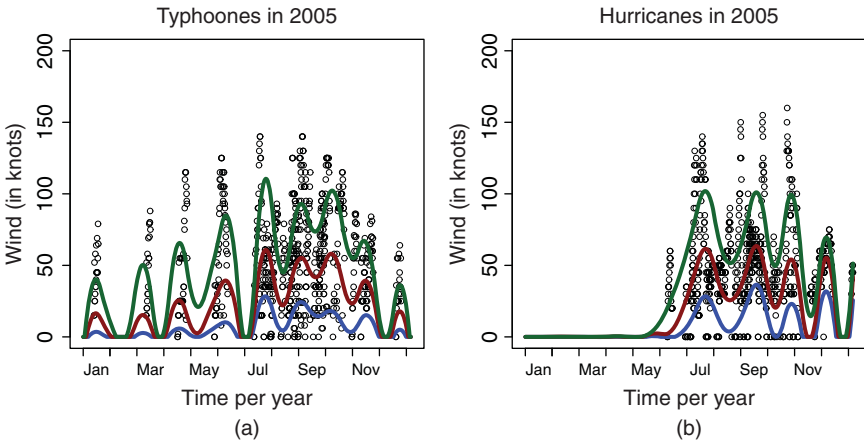 Typhoones in 2005
200
150
100
50
0
Wind (in knots)
Jan Mar May Jul Sep Nov
Time per year
(a)
Hurricanes in 2005
200
150
100
50
0
Wind (in knots)
Jan Mar May Jul Sep Nov
Time per year
(b)